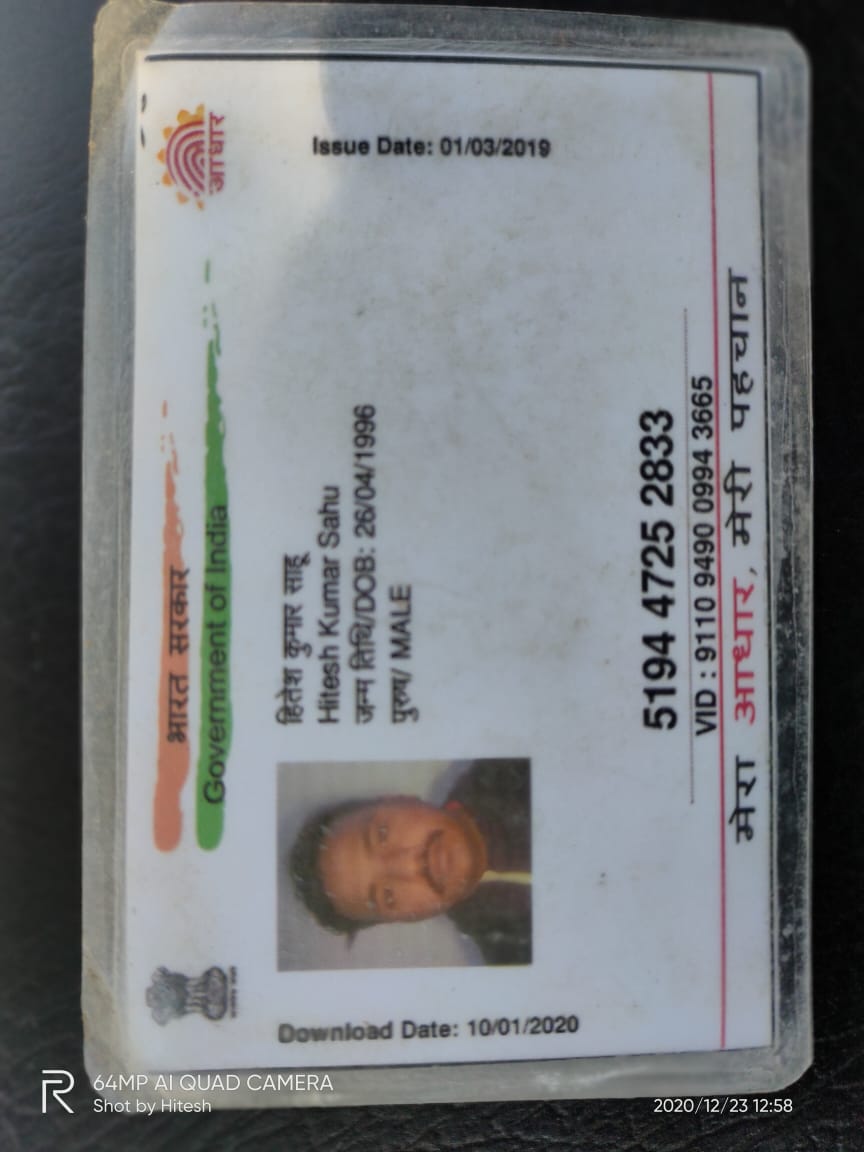 भारत सरकार
Government of India
आधार
Issue Date: 01/03/2019
Download Date: 10/01/2020
हितेश कुमार साहू
Hitesh Kumar Sahu
जन्म तिथि/DOB: 26/04/1996
पुरुष/ MALE
5194 4725 2833
VID : 9110 9490 0994 3665
मेरा आधार, मेरी पहचान
64MP AI QUAD CAMERA
Shot by Hitesh
2020/12/23 12:58